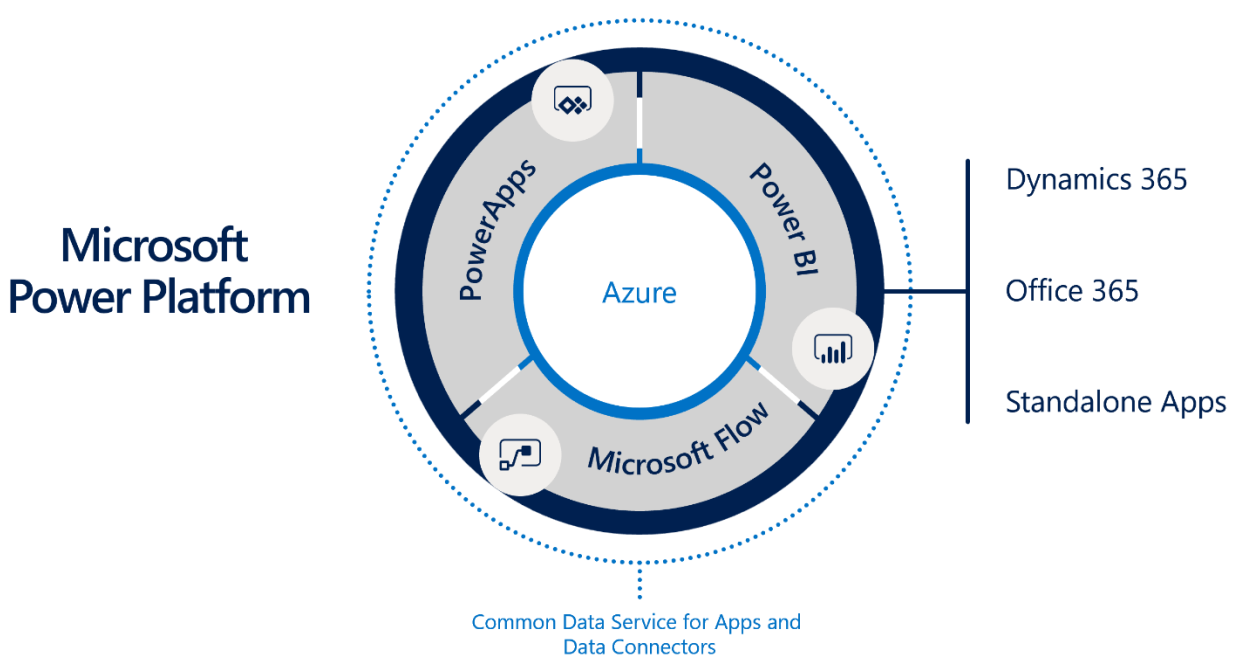 Microsoft
Power Platform
PowerApps
Power BI
Microsoft Flow
Azure
Dynamics 365
Office 365
Standalone Apps
Common Data Service for Apps and
Data Connectors